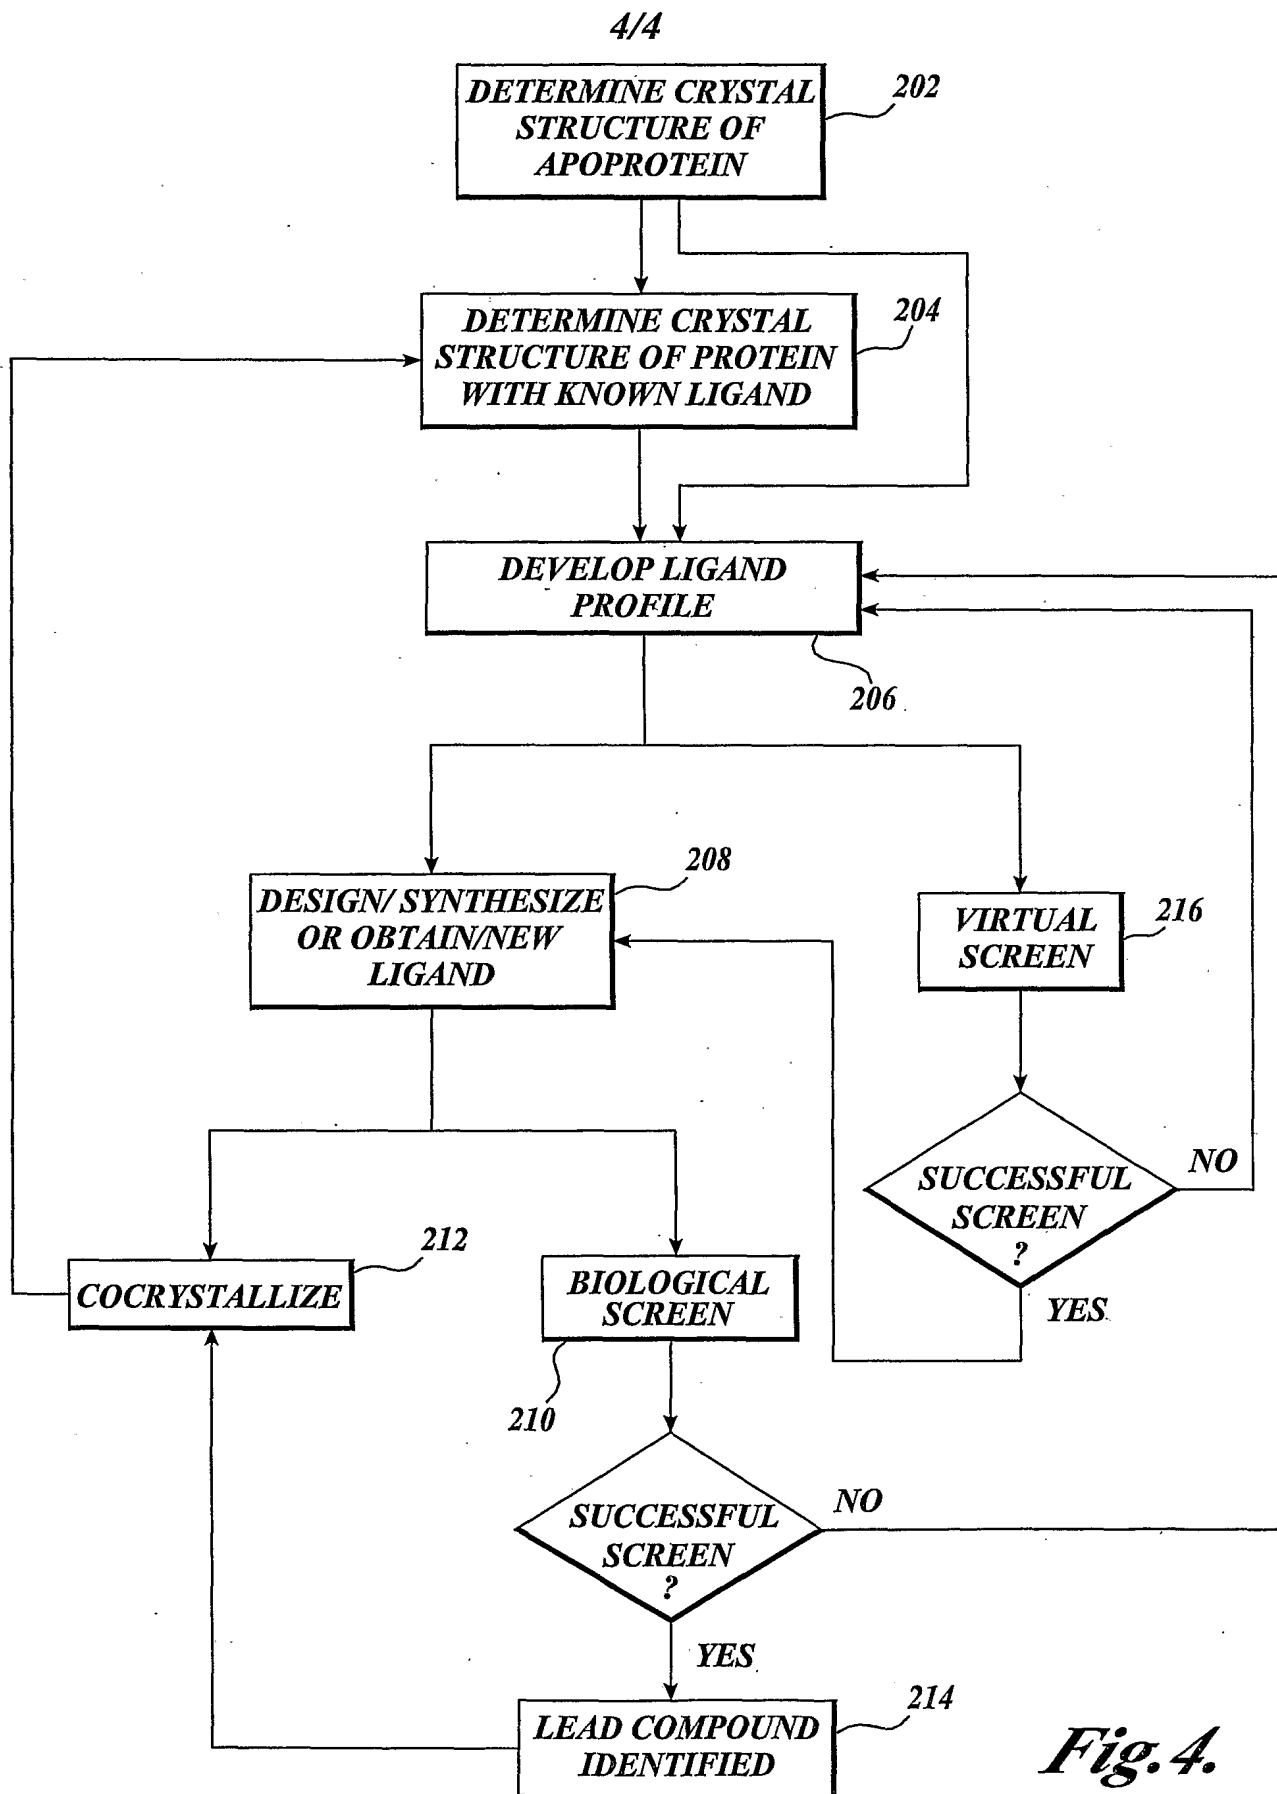 4/4
DETERMINE CRYSTAL
STRUCTURE OF
APOPROTEIN
202
DETERMINE CRYSTAL
STRUCTURE OF PROTEIN
WITH KNOWN LIGAND
204
DEVELOP LIGAND
PROFILE
206
DESIGN/ SYNTHESIZE
OR OBTAIN/NEW
LIGAND
208
VIRTUAL
SCREEN
216
SUCCESSFUL
SCREEN
?
NO
YES
COCRYSTALLIZE
212
BIOLOGICAL
SCREEN
210
SUCCESSFUL
SCREEN
?
NO
YES
LEAD COMPOUND
IDENTIFIED
214
Fig.4.